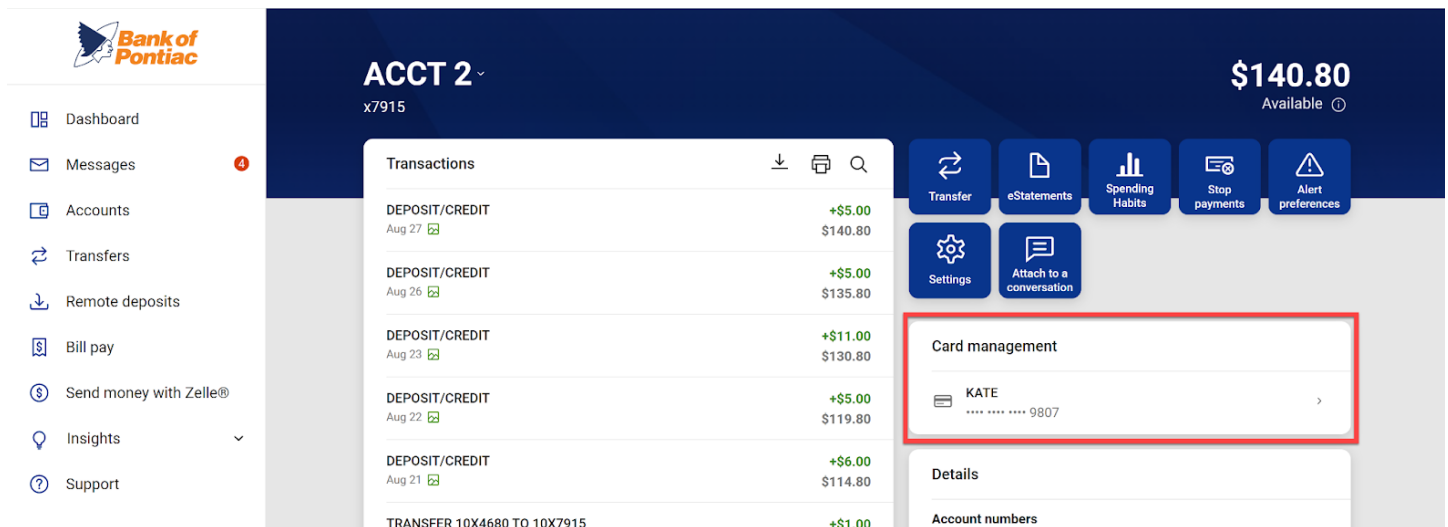 Bank of
Pontiac
Dashboard
Messages 4
Accounts
Transfers
Remote deposits
Bill pay
Send money with Zelle®
Insights
Support
ACCT 2
x7915
$140.80
Available
Transactions
DEPOSIT/CREDIT +$5.00
Aug 27 $140.80
DEPOSIT/CREDIT +$5.00
Aug 26 $135.80
DEPOSIT/CREDIT +$11.00
Aug 23 $130.80
DEPOSIT/CREDIT +$5.00
Aug 22 $119.80
DEPOSIT/CREDIT +$6.00
Aug 21 $114.80
TRANSFER 10X4680 TO 10X7915 +$1.00
Transfer
eStatements
Spending
Habits
Stop
payments
Alert
preferences
Settings
Attach to a
conversation
Card management
KATE
•••• •••• •••• 9807
Details
Account numbers